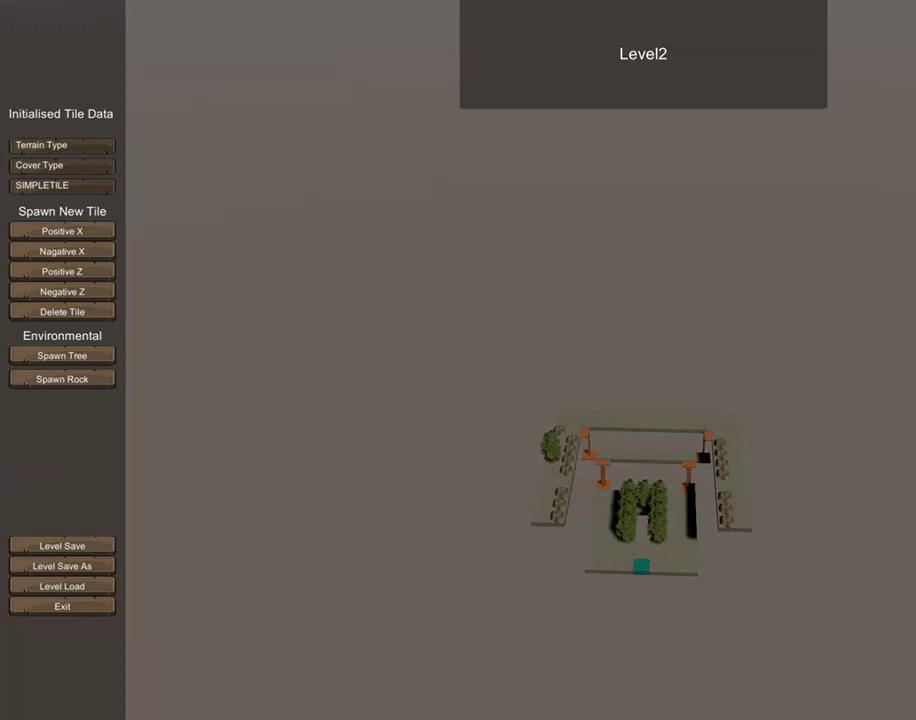 Level2
Initialised Tile Data
Terrain Type
Cover Type
SIMPLETILE
Spawn New Tile
Positive X
Nagative X
Positive Z
Negative Z
Delete Tile
Environmental
Spawn Tree
Spawn Rock
Level Save
Level Save As
Level Load
Exit